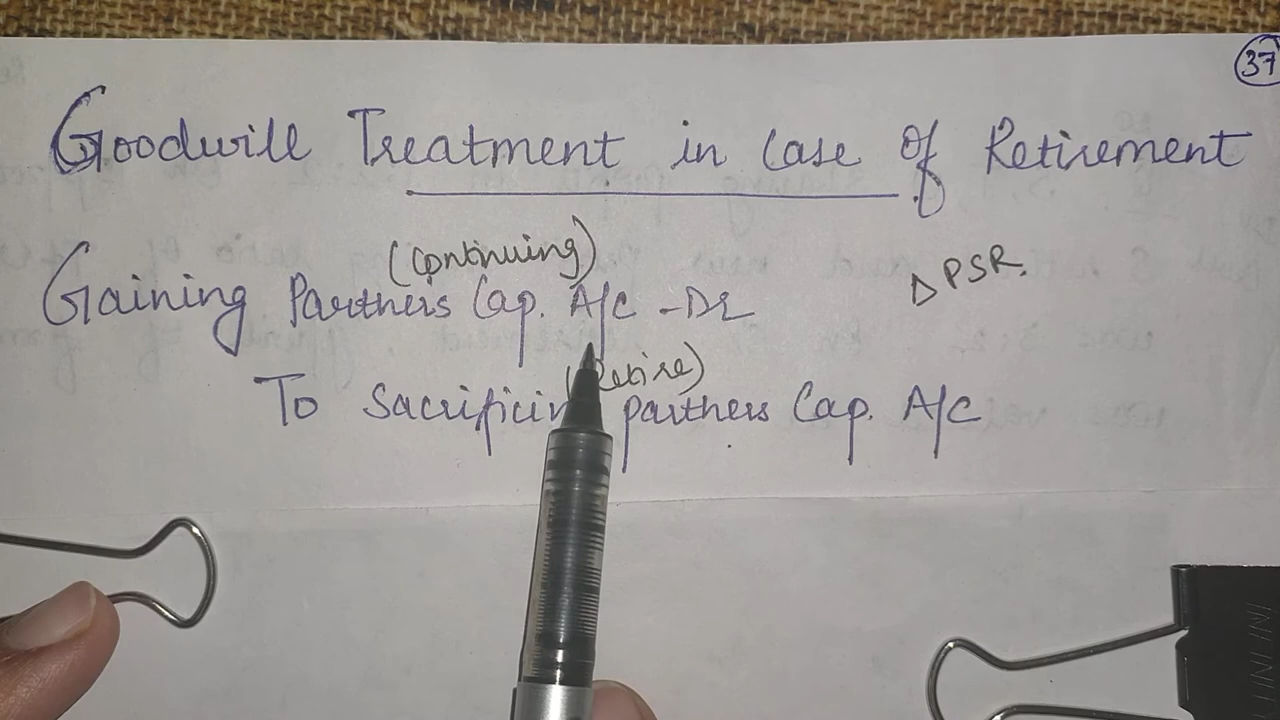 37
Goodwill Treatment in Case Of Retirement
(Continuing)
Gaining Partners Cap. A/C - Dr
Δ PSR.
(Retire)
To Sacrificing partners Cap. A/C